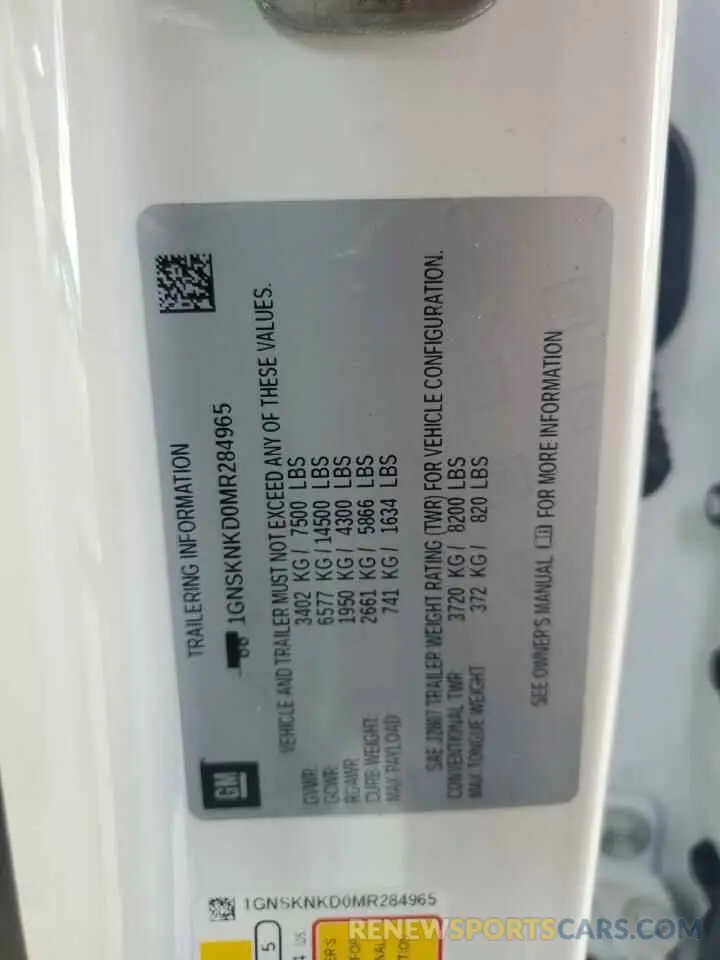 TRAILERING INFORMATION
1GNSKNKD0MR284965
VEHICLE AND TRAILER MUST NOT EXCEED ANY OF THESE VALUES.
GVWR: 3402 KG / 7500 LBS
GCWR: 6577 KG / 14500 LBS
RGAWR 1950 KG / 4300 LBS
CURB WEIGHT: 2661 KG / 5866 LBS
MAX PAYLOAD: 741 KG / 1634 LBS
SAE J2807 TRAILER WEIGHT RATING (TWR) FOR VEHICLE CONFIGURATION.
CONVENTIONAL TWR: 3720 KG / 8200 LBS
MAX TONGUE WEIGHT 372 KG / 820 LBS
SEE OWNER'S MANUAL FOR MORE INFORMATION
GM
1GNSKNKD0MR284965
5
RENEWSPORTSCARS.COM